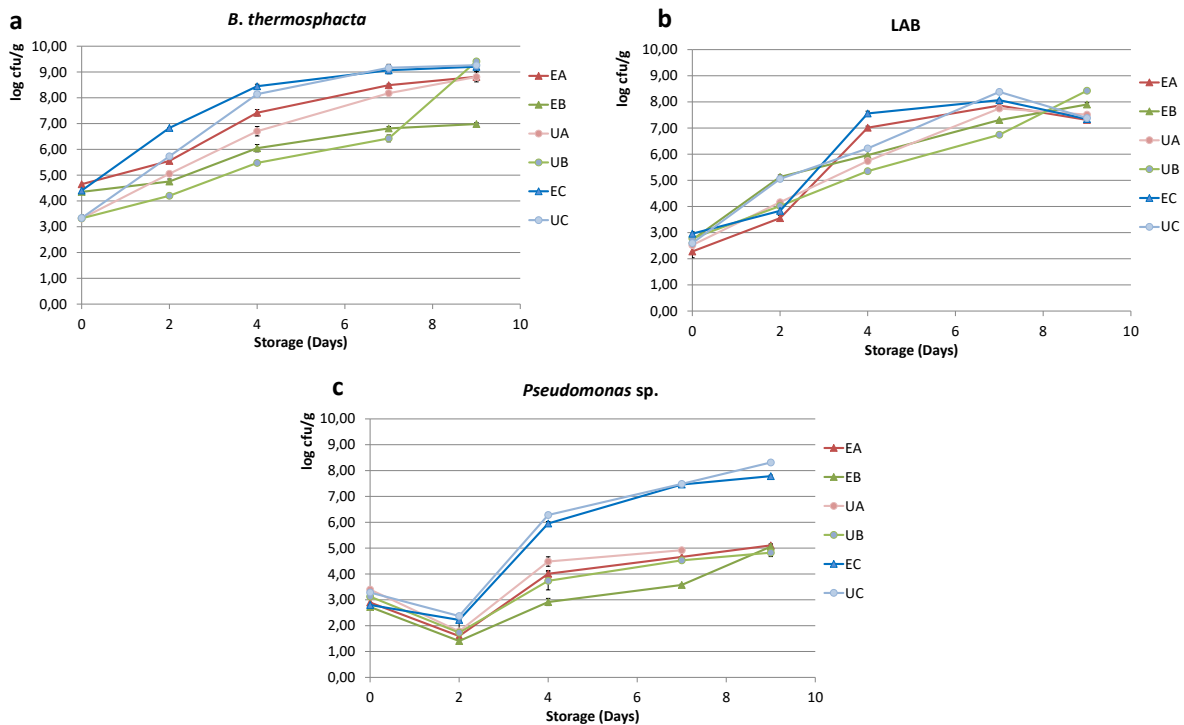 a
B. thermosphacta
log cfu/g
10,00
9,00
8,00
7,00
6,00
5,00
4,00
3,00
2,00
1,00
0,00
0 2 4 6 8 10
Storage (Days)
EA
EB
UA
UB
EC
UC
b
LAB
log cfu/g
10,00
9,00
8,00
7,00
6,00
5,00
4,00
3,00
2,00
1,00
0,00
0 2 4 6 8 10
Storage (Days)
EA
EB
UA
UB
EC
UC
c
Pseudomonas sp.
log cfu/g
10,00
9,00
8,00
7,00
6,00
5,00
4,00
3,00
2,00
1,00
0,00
0 2 4 6 8 10
Storage (Days)
EA
EB
UA
UB
EC
UC